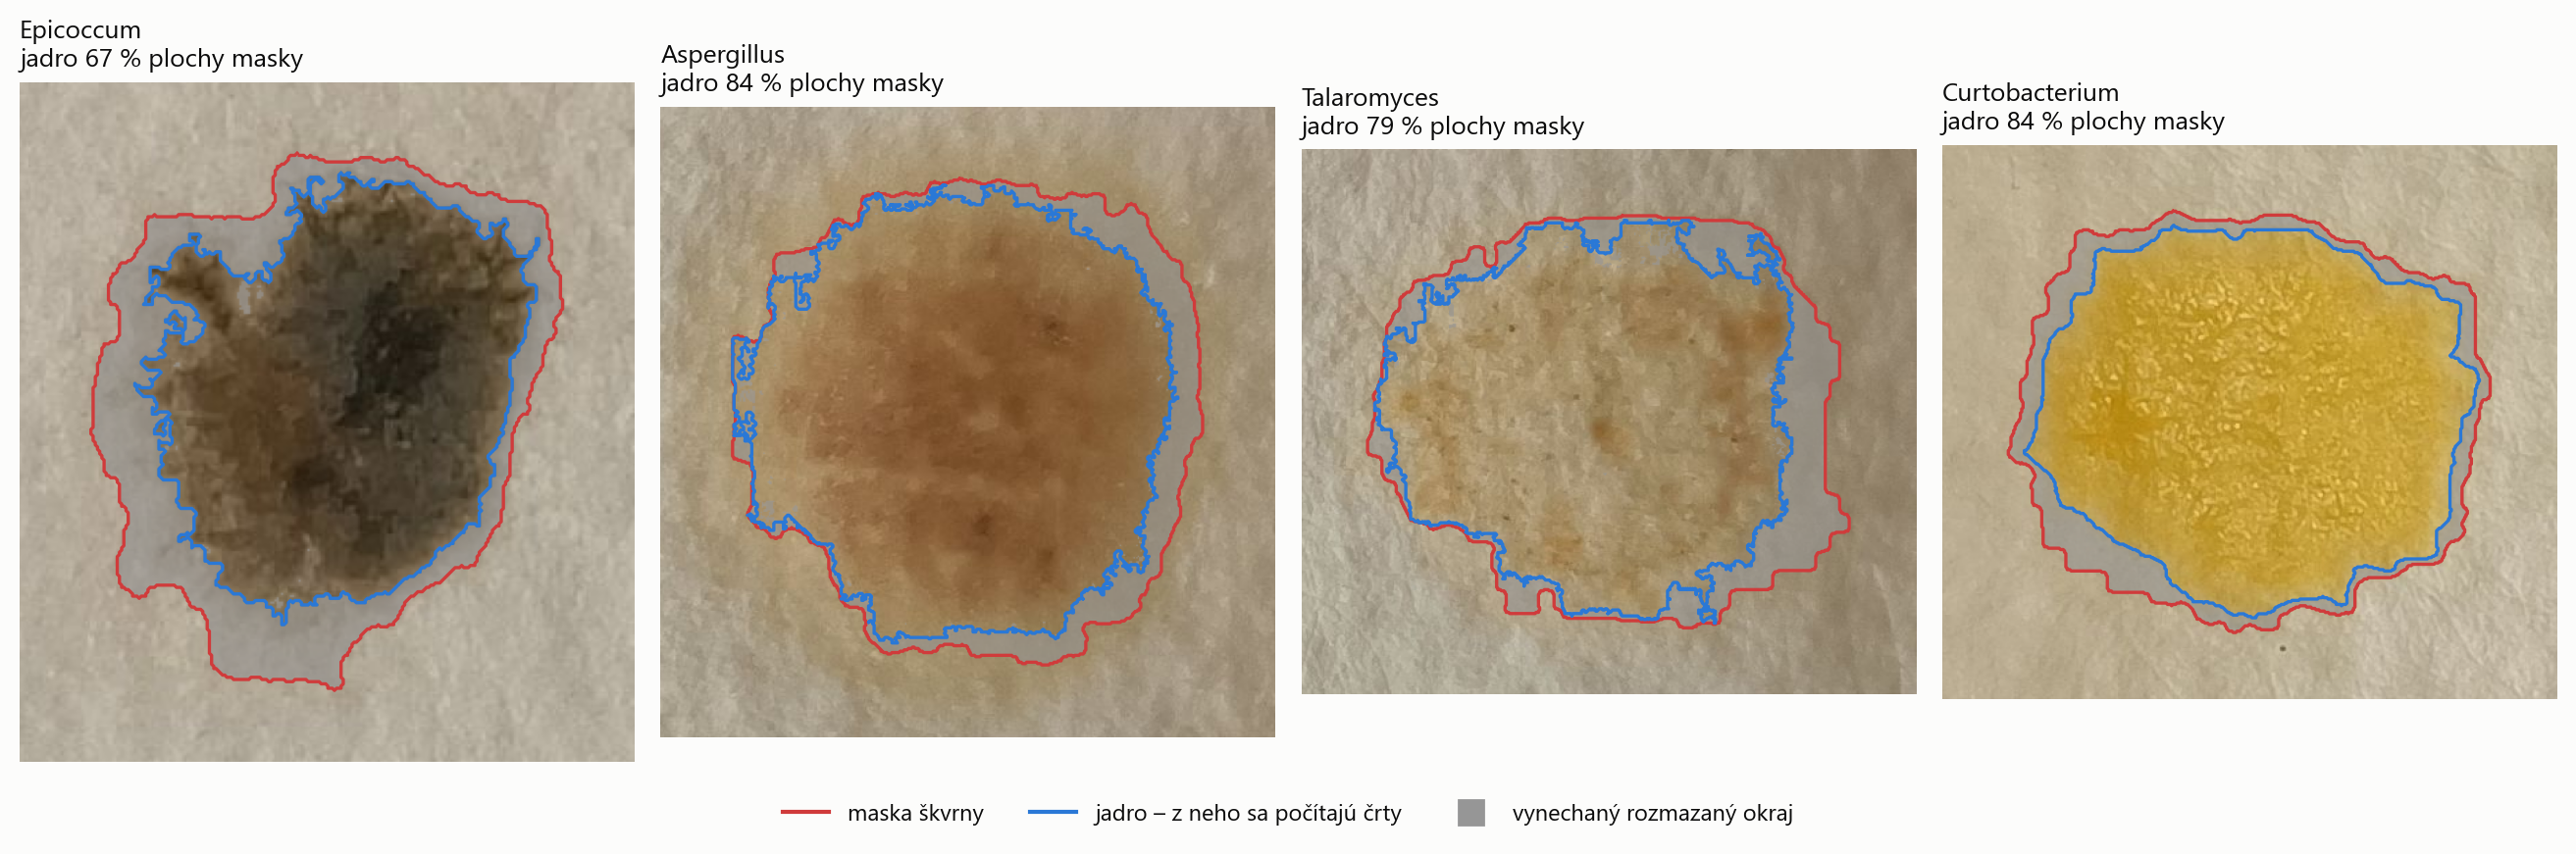 Epicoccum
jadro 67 % plochy masky
Aspergillus
jadro 84 % plochy masky
Talaromyces
jadro 79 % plochy masky
Curtobacterium
jadro 84 % plochy masky
maska škvrny
jadro – z neho sa počítajú črty
vynechaný rozmazaný okraj